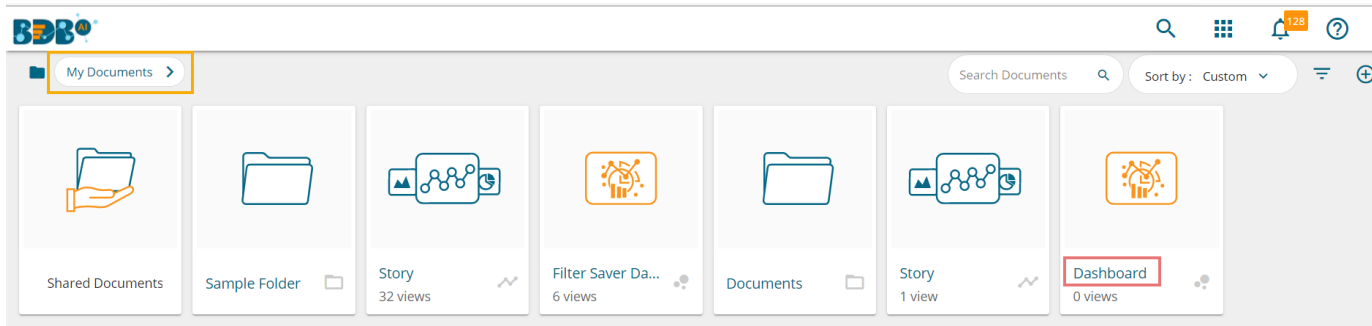 BDB AI
128
My Documents
Search Documents
Sort by : Custom
Shared Documents
Sample Folder
Story
32 views
Filter Saver Da...
6 views
Documents
Story
1 view
Dashboard
0 views